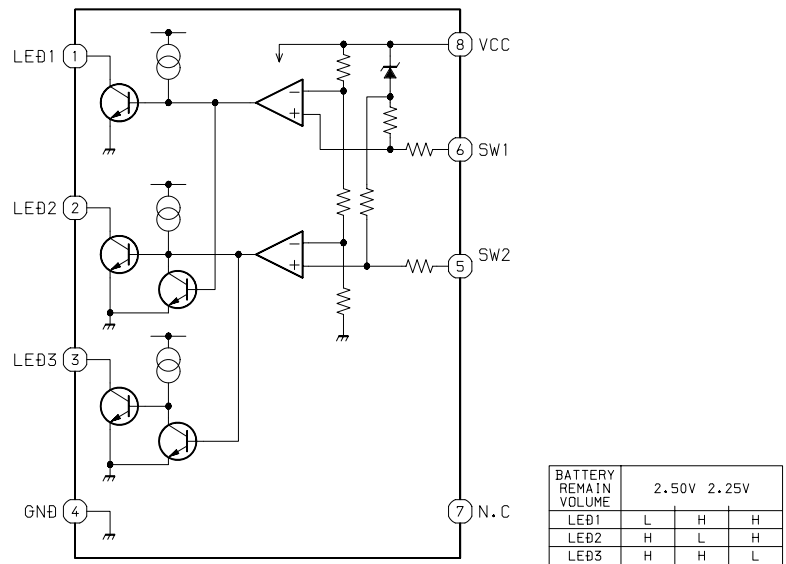 LED1 1
8 VCC
6 SW1
LED2 2
SW2
5
LED3 3
GND 4
7 N.C
BATTERY
REMAIN
VOLUME
2.50V 2.25V
LED1 L H H
LED2 H L H
LED3 H H L